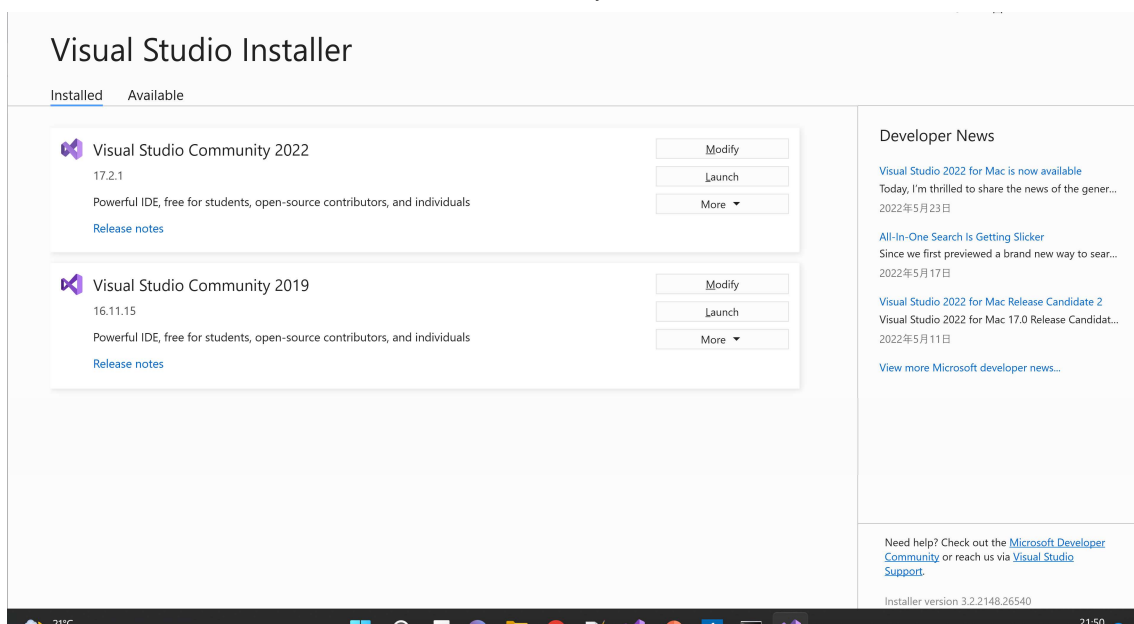 Visual Studio Installer
Installed Available
Visual Studio Community 2022
17.2.1
Powerful IDE, free for students, open-source contributors, and individuals
Release notes
Modify
Launch
More
Visual Studio Community 2019
16.11.15
Powerful IDE, free for students, open-source contributors, and individuals
Release notes
Modify
Launch
More
Developer News
Visual Studio 2022 for Mac is now available
Today, I'm thrilled to share the news of the gener...
2022年5月23日
All-In-One Search Is Getting Slicker
Since we first previewed a brand new way to sear...
2022年5月17日
Visual Studio 2022 for Mac Release Candidate 2
Visual Studio 2022 for Mac 17.0 Release Candidat...
2022年5月11日
View more Microsoft developer news...
Need help? Check out the Microsoft Developer
Community or reach us via Visual Studio
Support.
Installer version 3.2.2148.26540
21°C
21:50